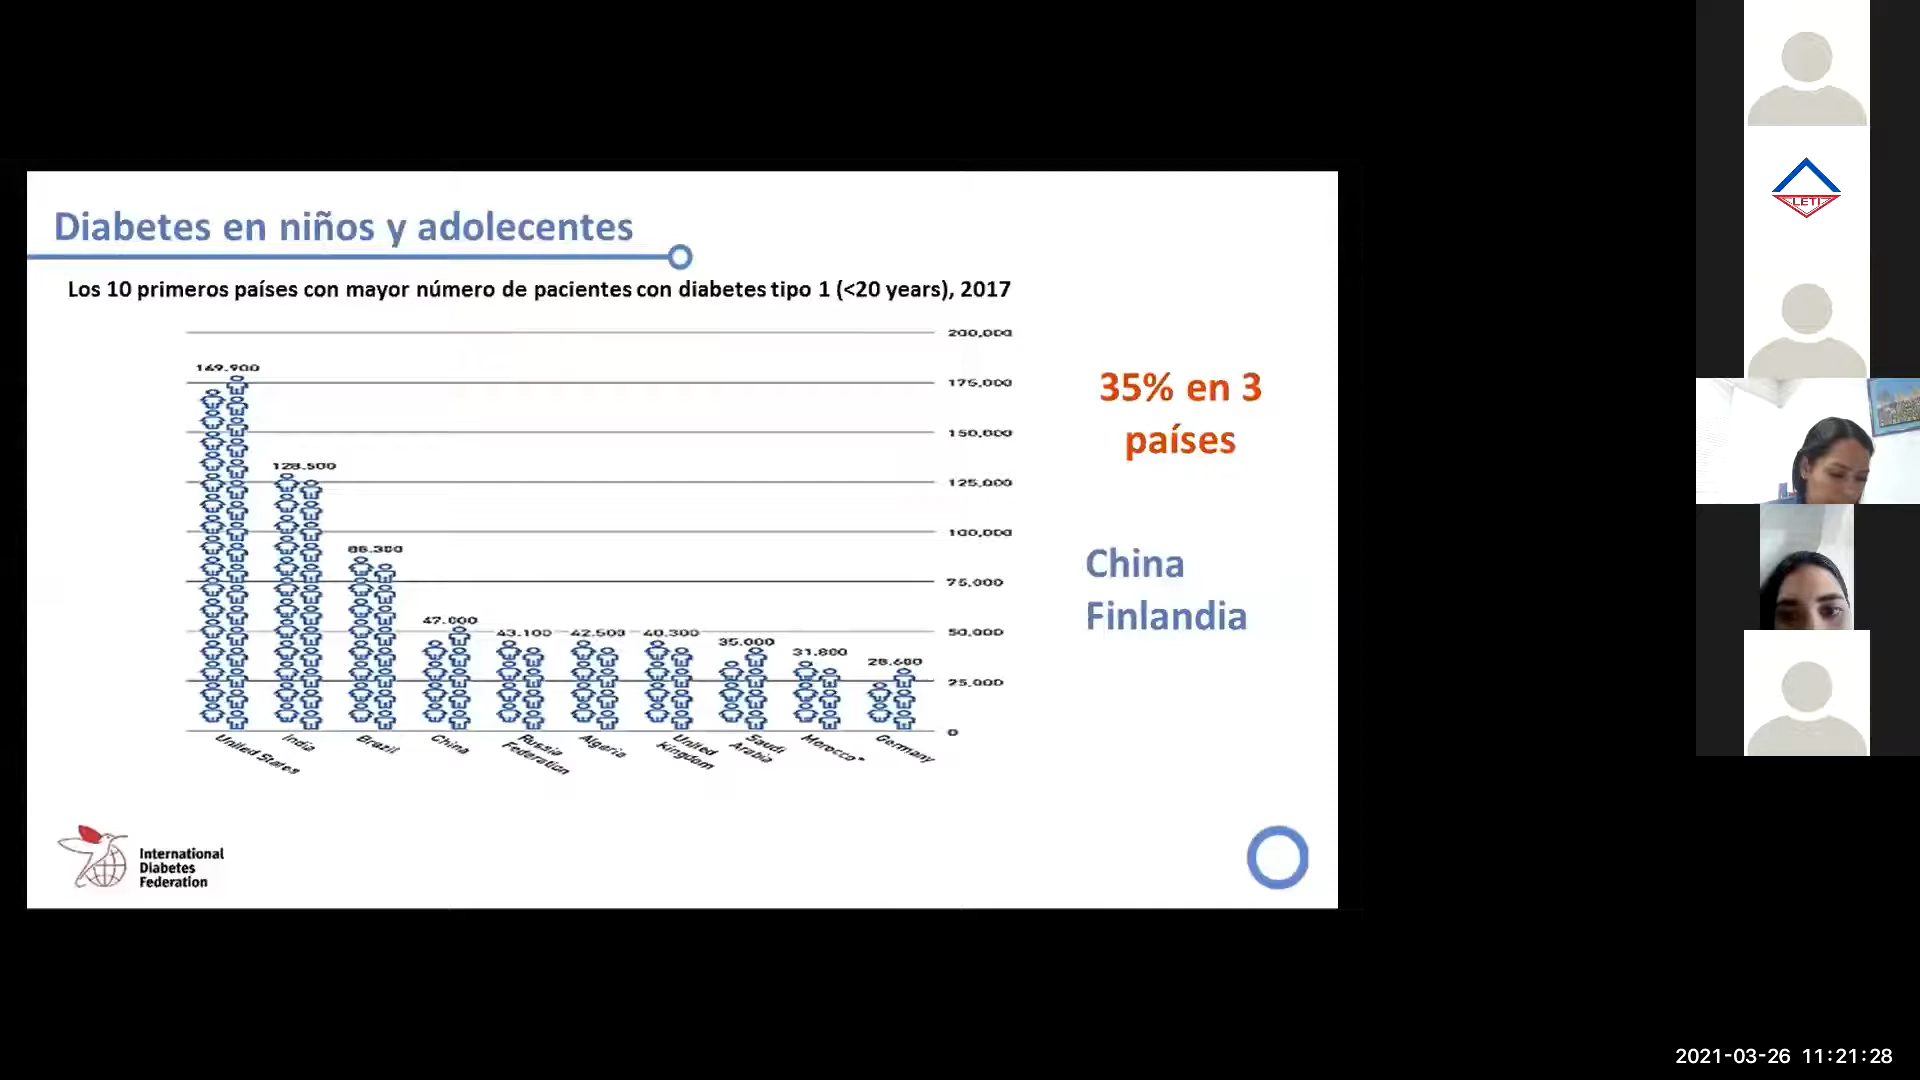 Diabetes en niños y adolecentes
Los 10 primeros países con mayor número de pacientes con diabetes tipo 1 (<20 years), 2017
200,000
175,000
150,000
125,000
100,000
75,000
50,000
25,000
0
169.900
128.500
88.300
47.000
43.100
42.500
40.300
35.000
31.800
28.600
United States
India
Brazil
China
Russia
Federation
Algeria
United
Kingdom
Saudi
Arabia
Morocco*
Germany
35% en 3
países
China
Finlandia
International
Diabetes
Federation
LETI
2021-03-26 11:21:28